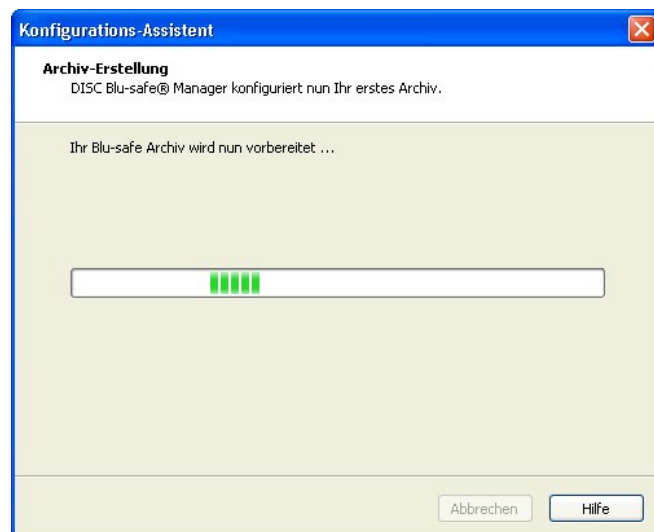 Konfigurations-Assistent
Archiv-Erstellung
DISC Blu-safe® Manager konfiguriert nun Ihr erstes Archiv.
Ihr Blu-safe Archiv wird nun vorbereitet ...
Abbrechen Hilfe